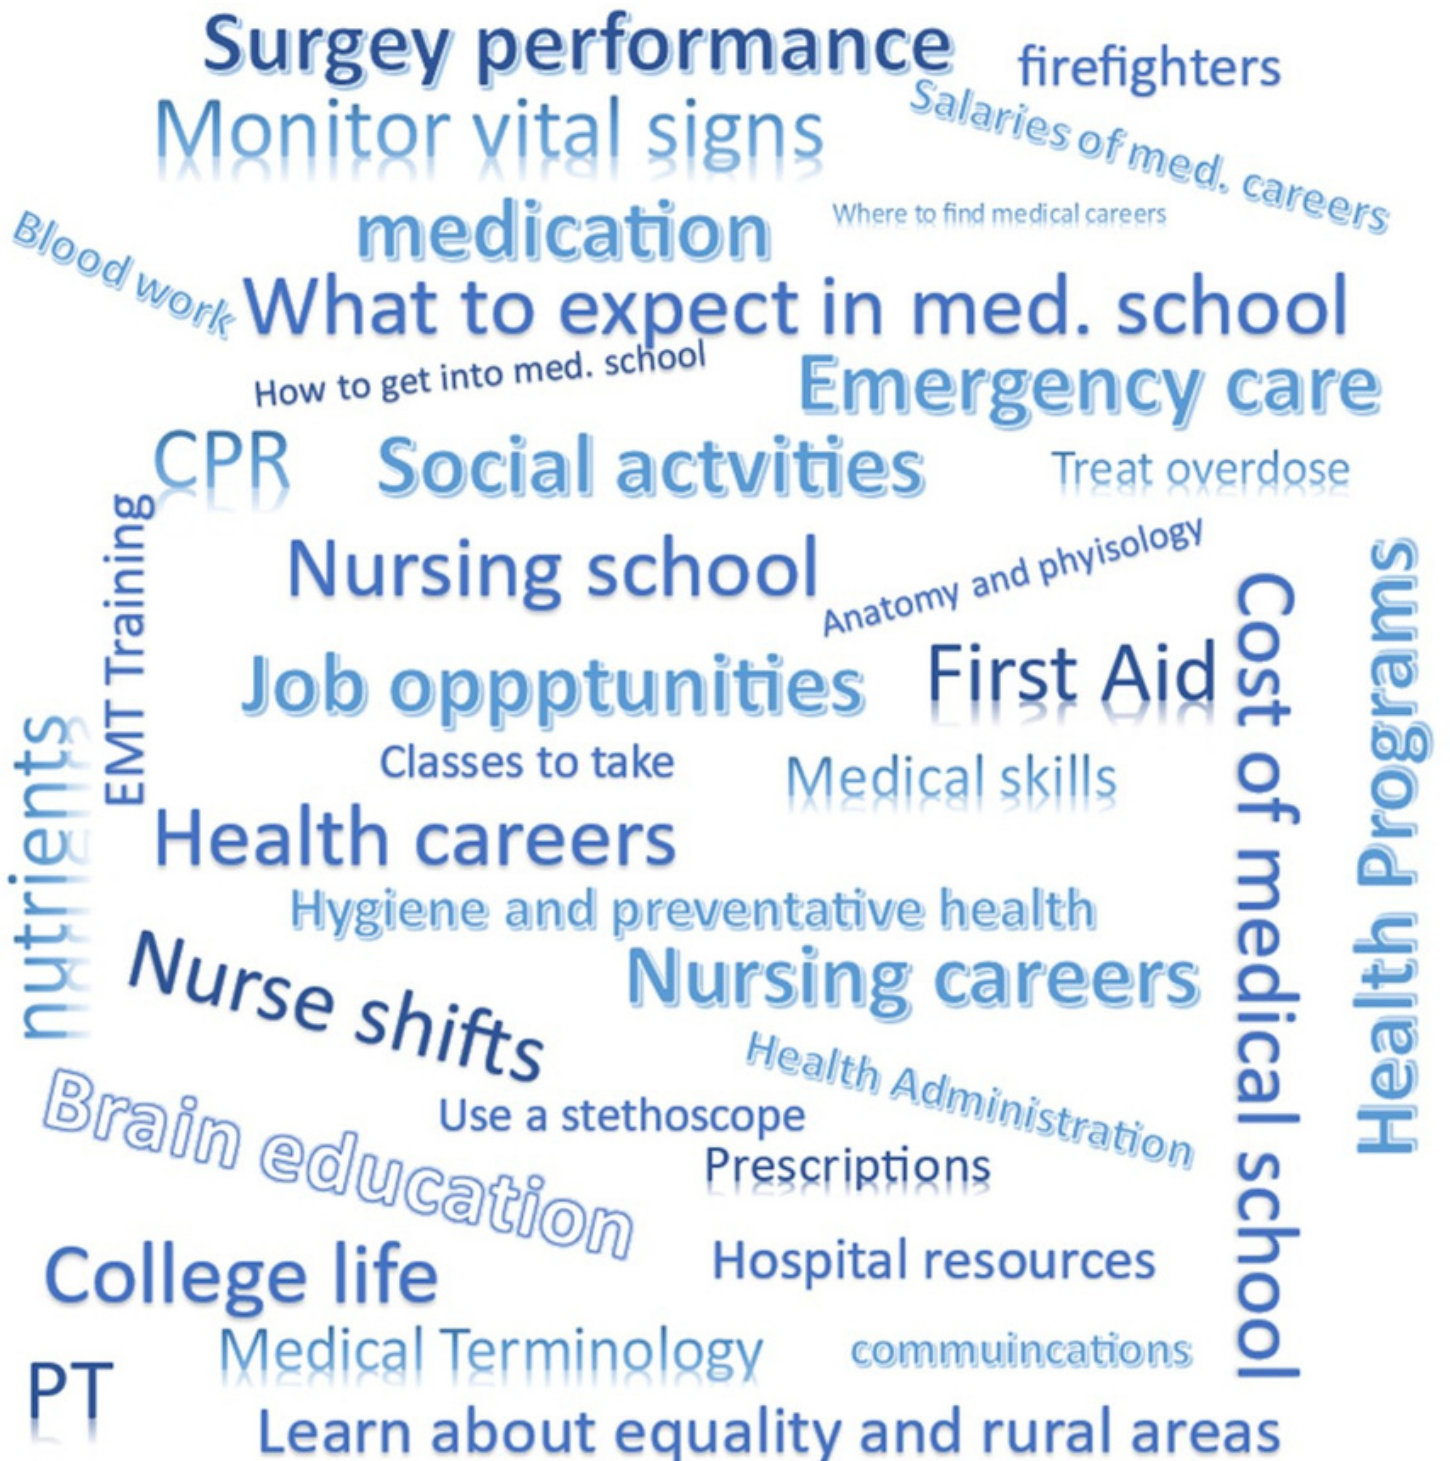 Surgey performance
firefighters
Monitor vital signs
Salaries of med. careers
medication
Where to find medical careers
Blood work
What to expect in med. school
How to get into med. school
Emergency care
CPR
Social actvities
Treat overdose
EMT Training
Nursing school
Anatomy and phyisology
Job oppptunities
First Aid
Cost of medical school
Health Programs
nutrients
Classes to take
Medical skills
Health careers
Hygiene and preventative health
Nurse shifts
Nursing careers
Health Administration
Brain education
Use a stethoscope
Prescriptions
College life
Hospital resources
Medical Terminology
commuincations
PT
Learn about equality and rural areas